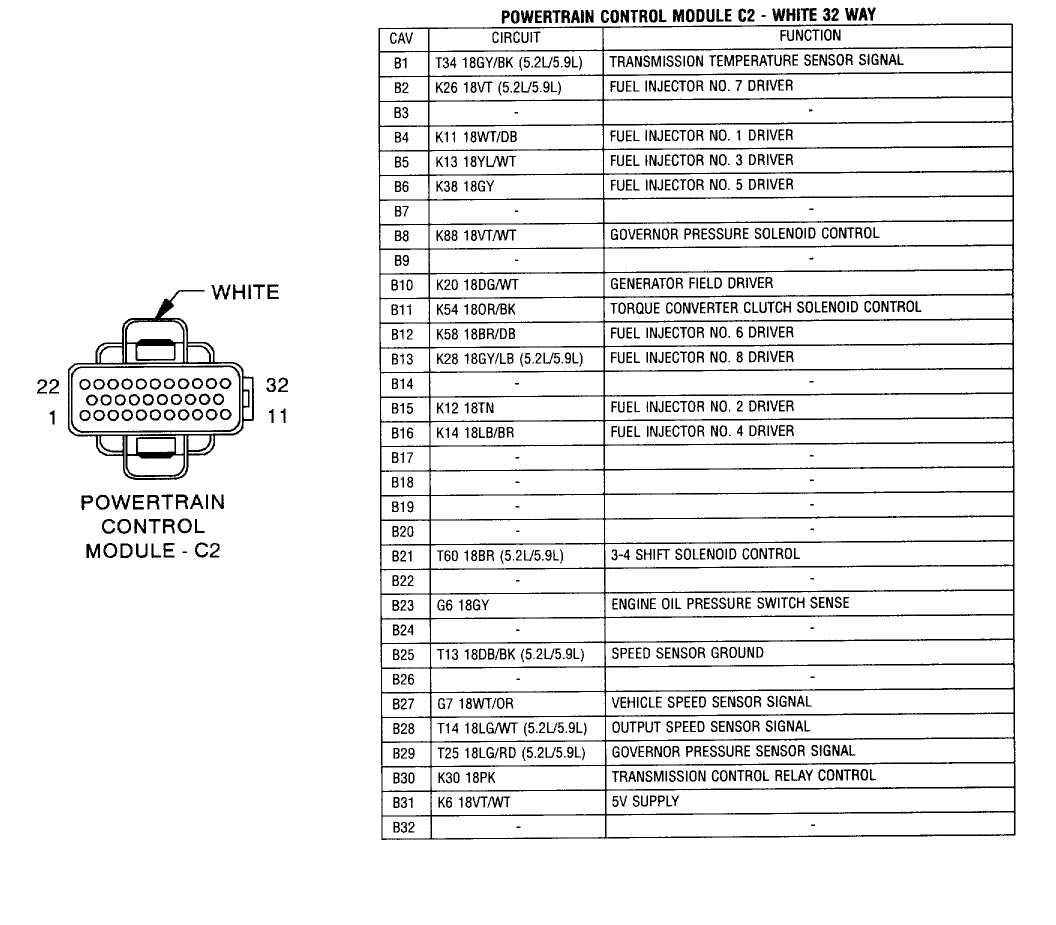 POWERTRAIN CONTROL MODULE C2 - WHITE 32 WAY
CAV CIRCUIT FUNCTION
B1 T34 18GY/BK (5.2L/5.9L) TRANSMISSION TEMPERATURE SENSOR SIGNAL
B2 K26 18VT (5.2L/5.9L) FUEL INJECTOR NO. 7 DRIVER
B3 - -
B4 K11 18WT/DB FUEL INJECTOR NO. 1 DRIVER
B5 K13 18YL/WT FUEL INJECTOR NO. 3 DRIVER
B6 K38 18GY FUEL INJECTOR NO. 5 DRIVER
B7 - -
B8 K88 18VT/WT GOVERNOR PRESSURE SOLENOID CONTROL
B9 - -
B10 K20 18DG/WT GENERATOR FIELD DRIVER
B11 K54 18OR/BK TORQUE CONVERTER CLUTCH SOLENOID CONTROL
B12 K58 18BR/DB FUEL INJECTOR NO. 6 DRIVER
B13 K28 18GY/LB (5.2L/5.9L) FUEL INJECTOR NO. 8 DRIVER
B14 - -
B15 K12 18TN FUEL INJECTOR NO. 2 DRIVER
B16 K14 18LB/BR FUEL INJECTOR NO. 4 DRIVER
B17 - -
B18 - -
B19 - -
B20 - -
B21 T60 18BR (5.2L/5.9L) 3-4 SHIFT SOLENOID CONTROL
B22 - -
B23 G6 18GY ENGINE OIL PRESSURE SWITCH SENSE
B24 - -
B25 T13 18DB/BK (5.2L/5.9L) SPEED SENSOR GROUND
B26 - -
B27 G7 18WT/OR VEHICLE SPEED SENSOR SIGNAL
B28 T14 18LG/WT (5.2L/5.9L) OUTPUT SPEED SENSOR SIGNAL
B29 T25 18LG/RD (5.2L/5.9L) GOVERNOR PRESSURE SENSOR SIGNAL
B30 K30 18PK TRANSMISSION CONTROL RELAY CONTROL
B31 K6 18VT/WT 5V SUPPLY
B32 - -
WHITE
22 32
1 11
POWERTRAIN
CONTROL
MODULE - C2